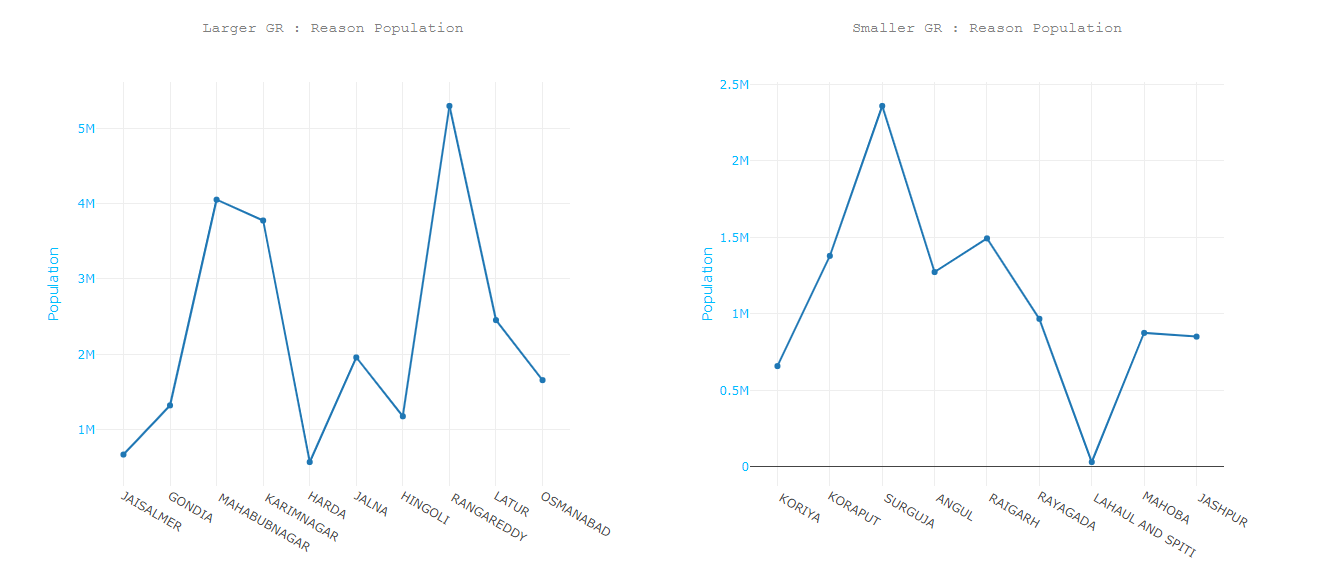 Larger GR : Reason Population
Population
5M
4M
3M
2M
1M
JAISALMER
GONDIA
MAHABUBNAGAR
KARIMNAGAR
HARDA
JALNA
HINGOLI
RANGAREDDY
LATUR
OSMANABAD
Smaller GR : Reason Population
Population
2.5M
2M
1.5M
1M
0.5M
0
KORIYA
KORAPUT
SURGUJA
ANGUL
RAIGARH
RAYAGADA
LAHAUL AND SPITI
MAHOBA
JASHPUR